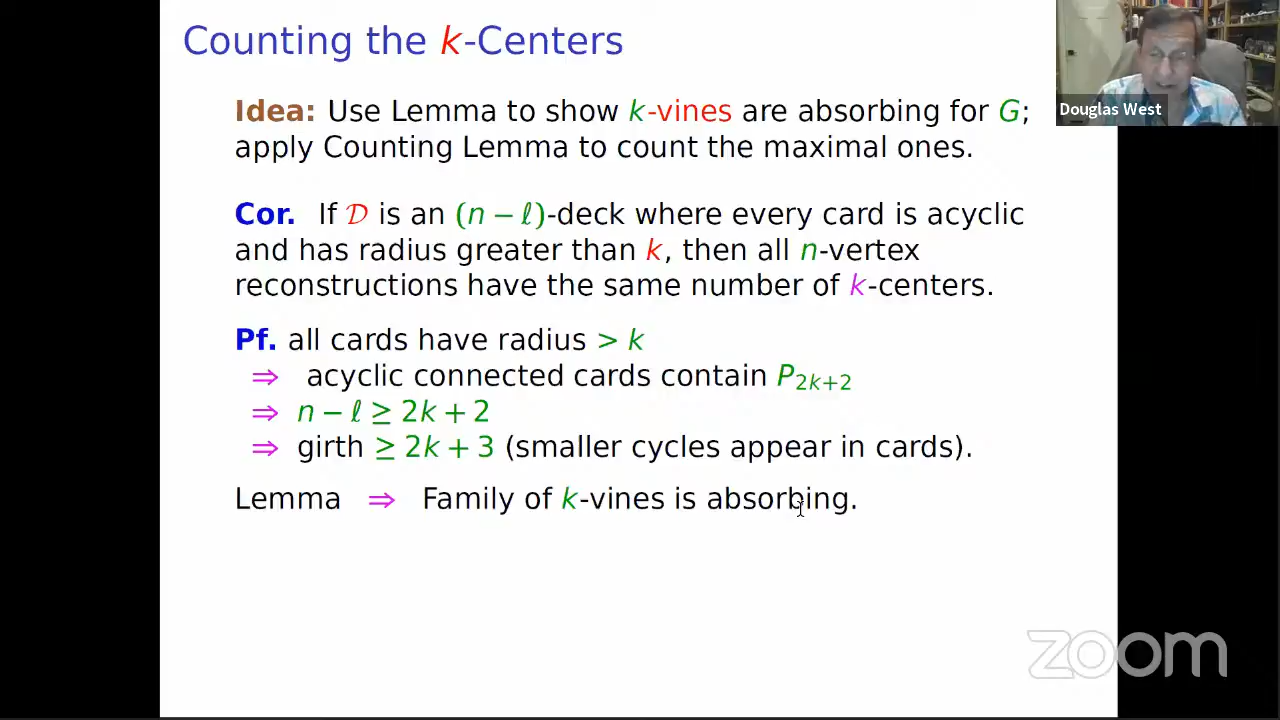 Counting the k-Centers
Idea: Use Lemma to show k-vines are absorbing for G;
apply Counting Lemma to count the maximal ones.
Cor. If 𝒟 is an (n − ℓ)-deck where every card is acyclic
and has radius greater than k, then all n-vertex
reconstructions have the same number of k-centers.
Pf. all cards have radius > k
⇒ acyclic connected cards contain P₂ₖ₊₂
⇒ n − ℓ ≥ 2k + 2
⇒ girth ≥ 2k + 3 (smaller cycles appear in cards).
Lemma ⇒ Family of k-vines is absorbing.
Douglas West
zoom